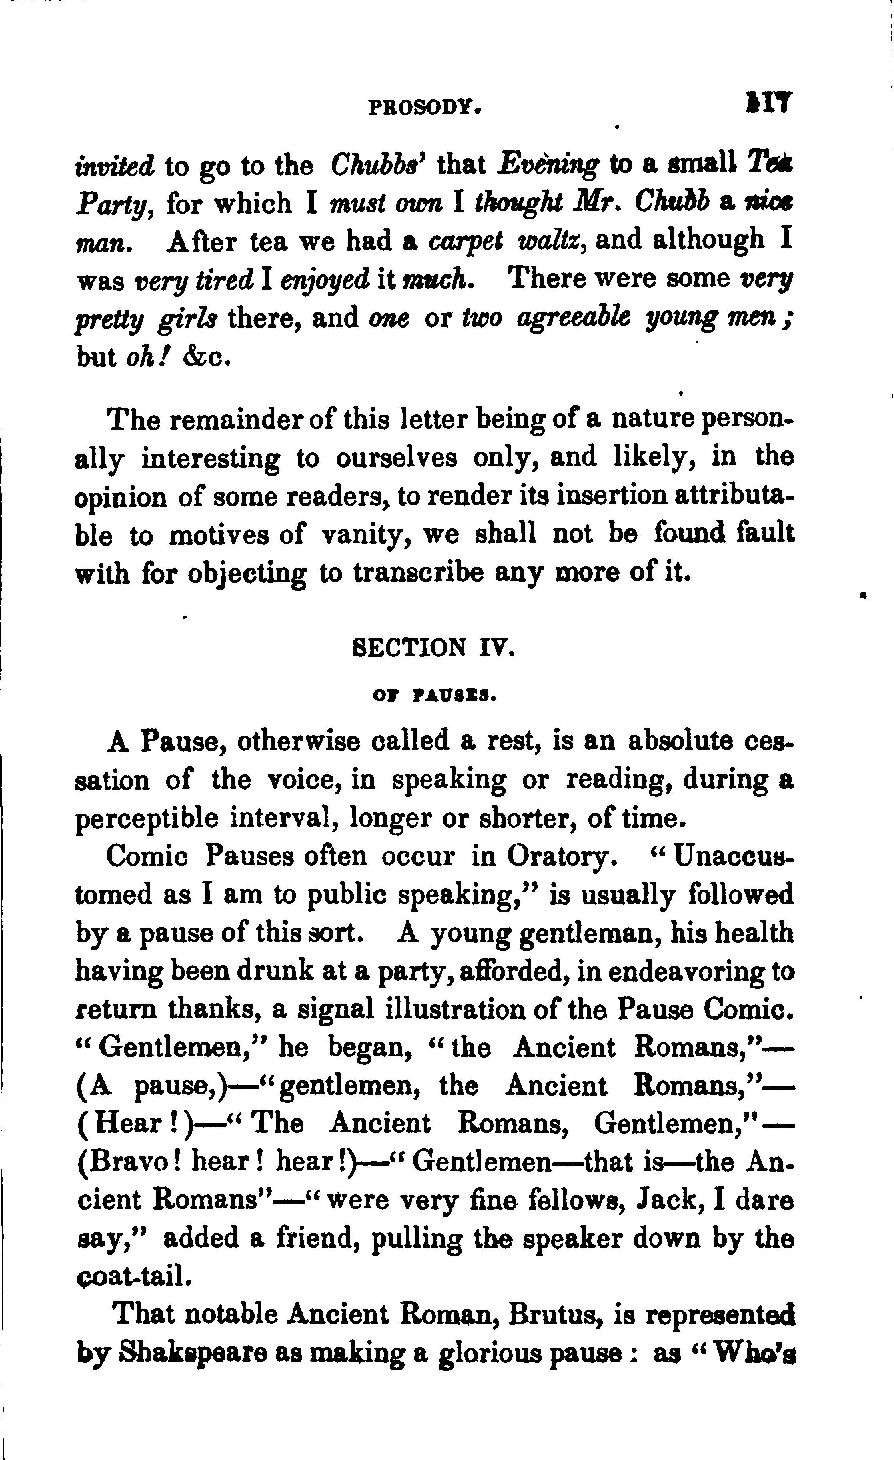 PROSODY. 117
invited to go to the Chubbs' that Evening to a small Tea
Party, for which I must own I thought Mr. Chubb a nice
man. After tea we had a carpet waltz, and although I
was very tired I enjoyed it much. There were some very
pretty girls there, and one or two agreeable young men;
but oh! &c.
The remainder of this letter being of a nature person-
ally interesting to ourselves only, and likely, in the
opinion of some readers, to render its insertion attributa-
ble to motives of vanity, we shall not be found fault
with for objecting to transcribe any more of it.
SECTION IV.
OF PAUSES.
A Pause, otherwise called a rest, is an absolute ces-
sation of the voice, in speaking or reading, during a
perceptible interval, longer or shorter, of time.
Comic Pauses often occur in Oratory. "Unaccus-
tomed as I am to public speaking," is usually followed
by a pause of this sort. A young gentleman, his health
having been drunk at a party, afforded, in endeavoring to
return thanks, a signal illustration of the Pause Comic.
"Gentlemen," he began, "the Ancient Romans,"—
(A pause,)—"gentlemen, the Ancient Romans,"—
(Hear!)—"The Ancient Romans, Gentlemen,"—
(Bravo! hear! hear!)—"Gentlemen—that is—the An-
cient Romans"—"were very fine fellows, Jack, I dare
say," added a friend, pulling the speaker down by the
coat-tail.
That notable Ancient Roman, Brutus, is represented
by Shakspeare as making a glorious pause: as "Who's